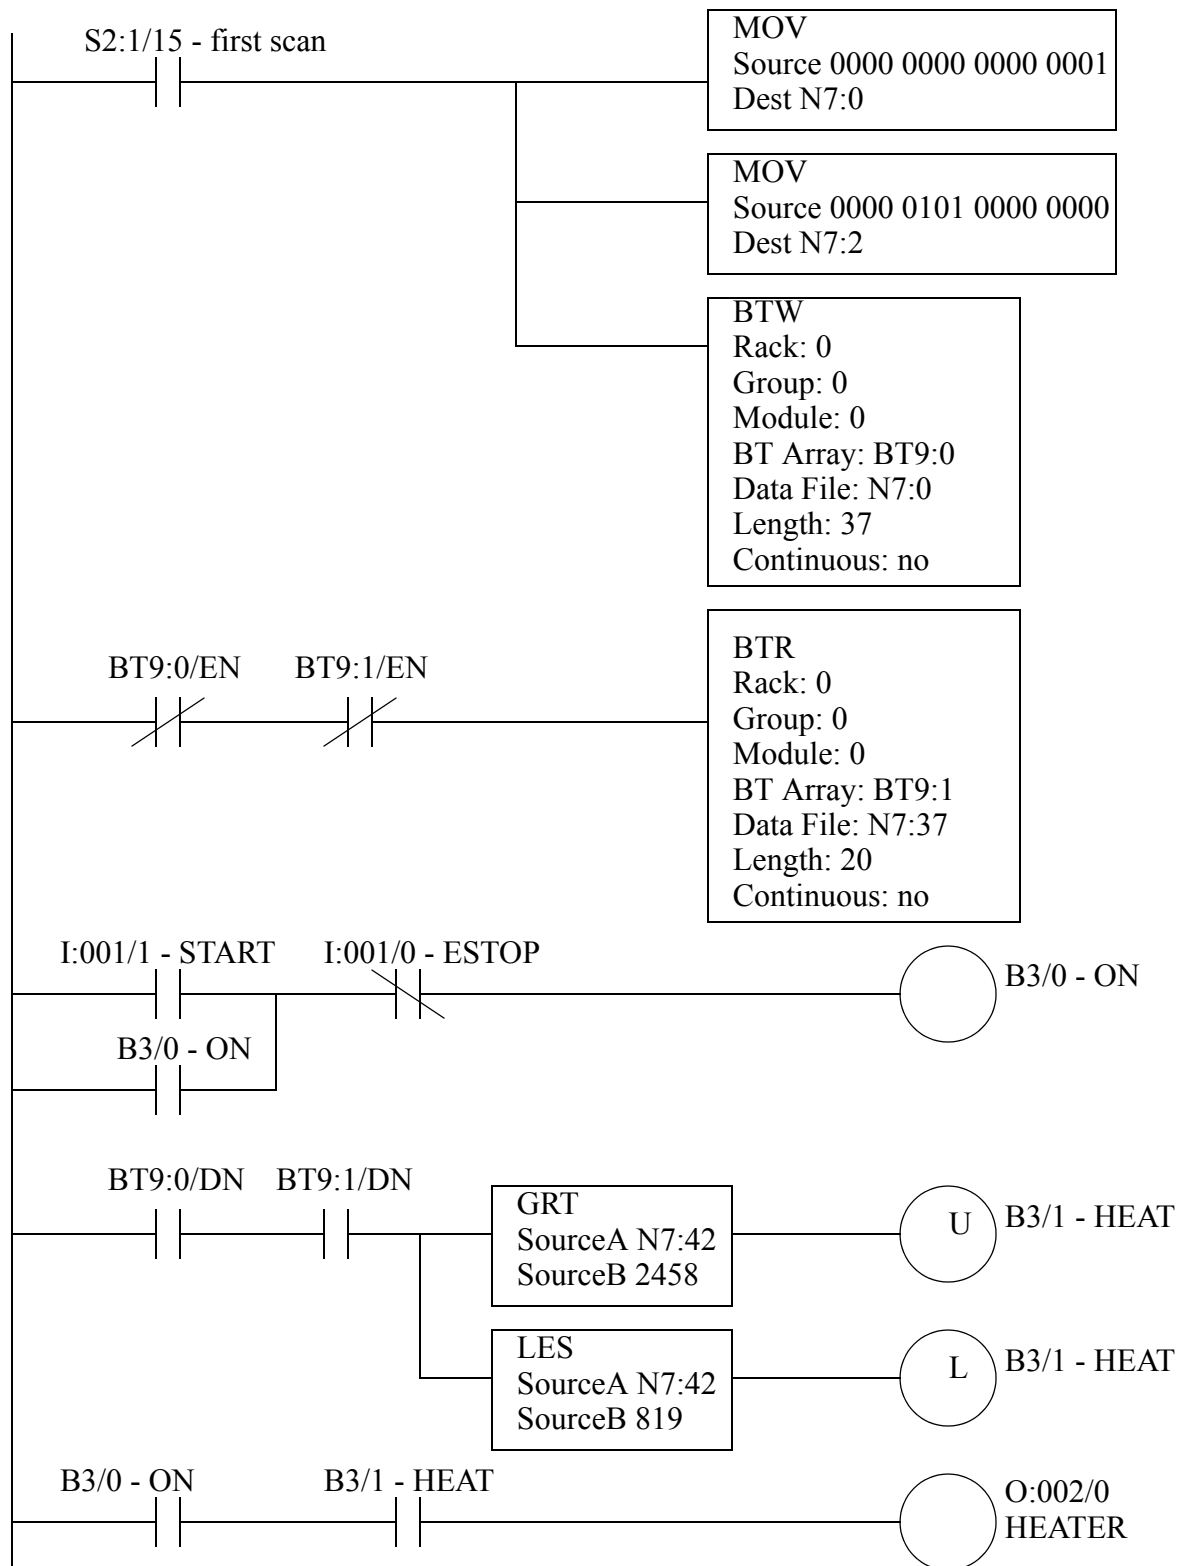 S2:1/15 - first scan
MOV
Source 0000 0000 0000 0001
Dest N7:0
MOV
Source 0000 0101 0000 0000
Dest N7:2
BTW
Rack: 0
Group: 0
Module: 0
BT Array: BT9:0
Data File: N7:0
Length: 37
Continuous: no
BT9:0/EN
BT9:1/EN
BTR
Rack: 0
Group: 0
Module: 0
BT Array: BT9:1
Data File: N7:37
Length: 20
Continuous: no
I:001/1 - START
I:001/0 - ESTOP
B3/0 - ON
B3/0 - ON
BT9:0/DN
BT9:1/DN
GRT
SourceA N7:42
SourceB 2458
U
B3/1 - HEAT
LES
SourceA N7:42
SourceB 819
L
B3/1 - HEAT
B3/0 - ON
B3/1 - HEAT
O:002/0
HEATER